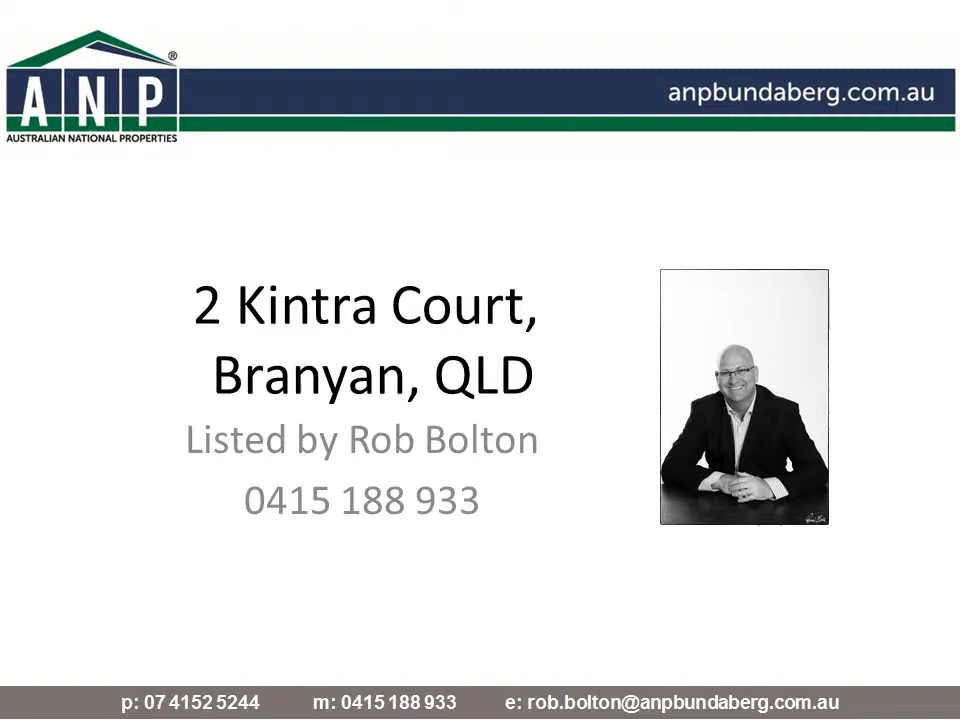 ®
ANP
AUSTRALIAN NATIONAL PROPERTIES
anpbundaberg.com.au
2 Kintra Court,
Branyan, QLD
Listed by Rob Bolton
0415 188 933
p: 07 4152 5244 m: 0415 188 933 e: rob.bolton@anpbundaberg.com.au